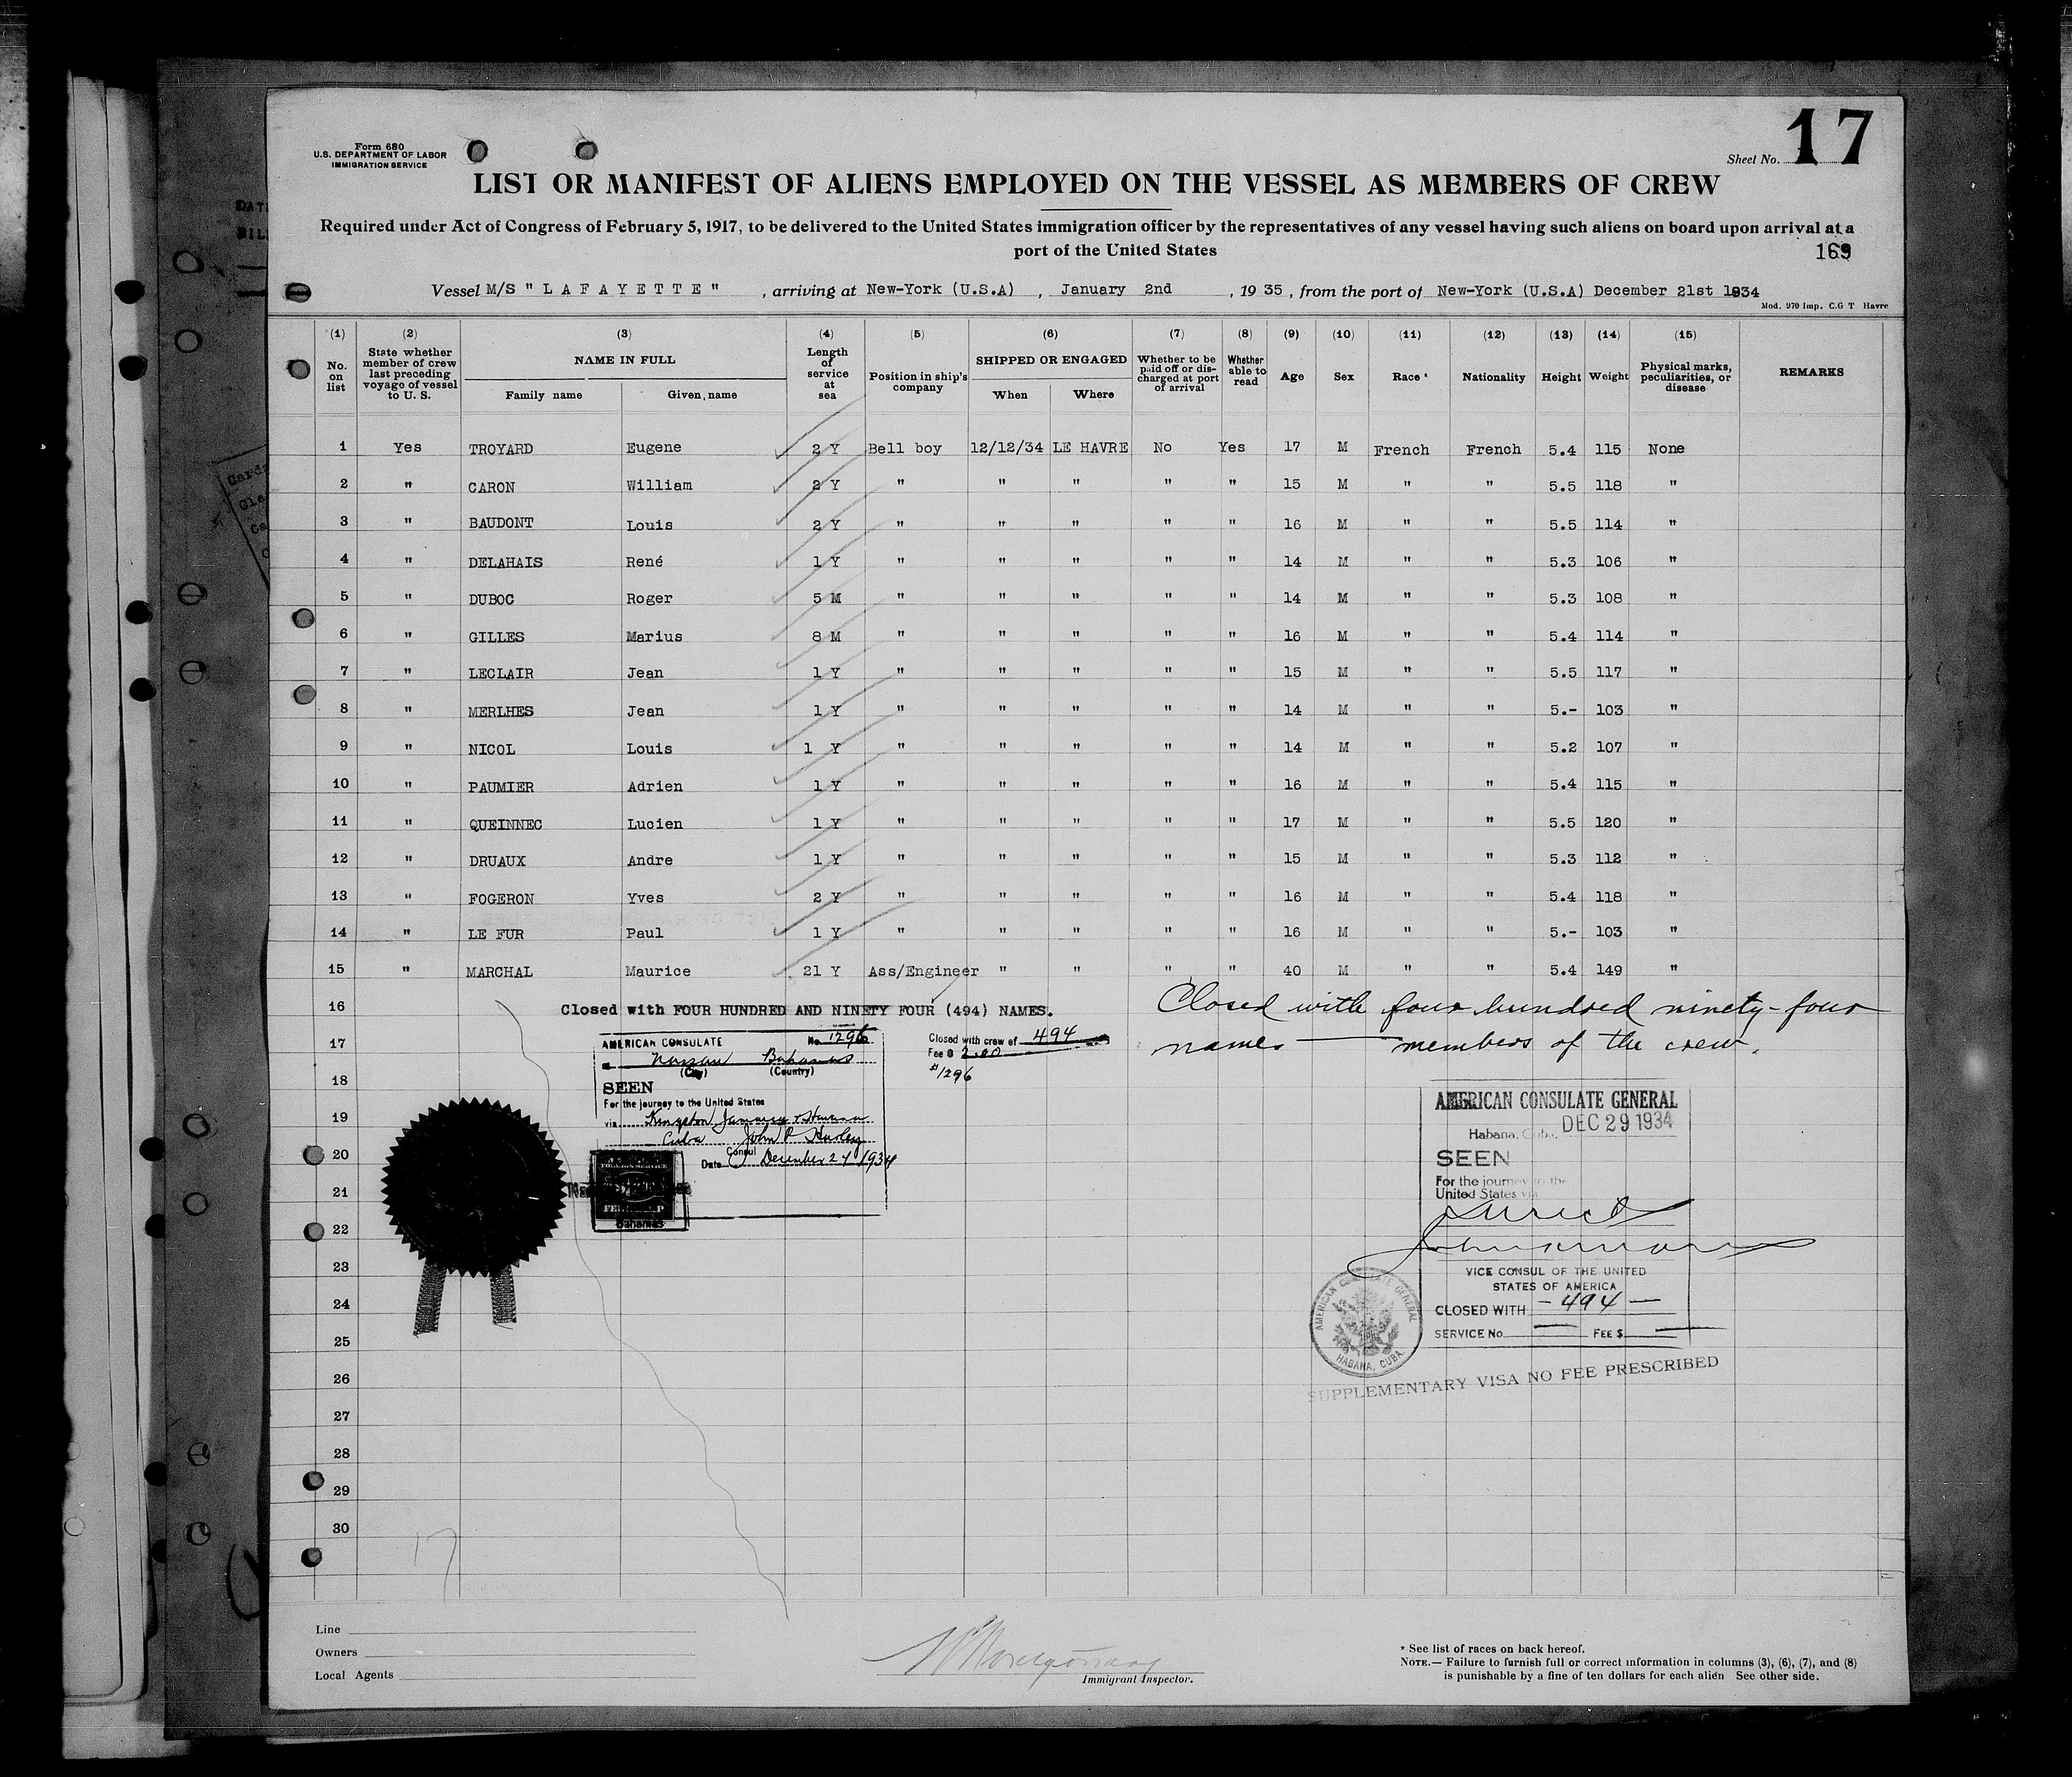 Form 680
U.S. DEPARTMENT OF LABOR
IMMIGRATION SERVICE
Sheet No. 17
LIST OR MANIFEST OF ALIENS EMPLOYED ON THE VESSEL AS MEMBERS OF CREW
Required under Act of Congress of February 5, 1917, to be delivered to the United States immigration officer by the representatives of any vessel having such aliens on board upon arrival at a
port of the United States
169
Vessel M/S " L A F A Y E T T E " , arriving at New-York (U.S.A) , January 2nd , 19 35 , from the port of New-York (U.S.A) December 21st 1934
Mod. 970 Imp. C.G T Havre
(1) (2) (3) (4) (5) (6) (7) (8) (9) (10) (11) (12) (13) (14) (15)
No. on list State whether member of crew last preceding voyage of vessel to U. S. NAME IN FULL Family name Given name Length of service at sea Position in ship's company SHIPPED OR ENGAGED When Where Whether to be paid off or discharged at port of arrival Whether able to read Age Sex Race * Nationality Height Weight Physical marks, peculiarities, or disease REMARKS
1 Yes TROYARD Eugene 2 Y Bell boy 12/12/34 LE HAVRE No Yes 17 M French French 5.4 115 None
2 " CARON William 2 Y " " " " " 15 M " " 5.5 118 "
3 " BAUDONT Louis 2 Y " " " " " 16 M " " 5.5 114 "
4 " DELAHAIS René 1 Y " " " " " 14 M " " 5.3 106 "
5 " DUBOC Roger 5 M " " " " " 14 M " " 5.3 108 "
6 " GILLES Marius 8 M " " " " " 16 M " " 5.4 114 "
7 " LECLAIR Jean 1 Y " " " " " 15 M " " 5.5 117 "
8 " MERLHES Jean 1 Y " " " " " 14 M " " 5.- 103 "
9 " NICOL Louis 1 Y " " " " " 14 M " " 5.2 107 "
10 " PAUMIER Adrien 1 Y " " " " " 16 M " " 5.4 115 "
11 " QUEINNEC Lucien 1 Y " " " " " 17 M " " 5.5 120 "
12 " DRUAUX Andre 1 Y " " " " " 15 M " " 5.3 112 "
13 " FOGERON Yves 2 Y " " " " " 16 M " " 5.4 118 "
14 " LE FUR Paul 1 Y " " " " " 16 M " " 5.- 103 "
15 " MARCHAL Maurice 21 Y Ass/Engineer " " " " 40 M " " 5.4 149 "
16
Closed with FOUR HUNDRED AND NINETY FOUR (494) NAMES.
Closed with four hundred ninety-four
names — members of the crew.
17
18
19
20
21
22
23
24
25
26
27
28
29
30
AMERICAN CONSULATE No. 1296
Nassau Bahamas
(City) (Country)
SEEN
For the journey to the United States
via Kingston, Jamaica & Havana
Cuba John
Consul
Date December 24 1934
FOREIGN SERVICE
Bahamas
Closed with crew of 494
Fee $ 2.00
#1296
AMERICAN CONSULATE GENERAL
DEC 29 1934
Habana, Cuba.
SEEN
For the journey to the
United States via
Direct
VICE CONSUL OF THE UNITED
STATES OF AMERICA
CLOSED WITH - 494 -
SERVICE No. — FEE $ —
AMERICAN CONSULATE GENERAL
HABANA, CUBA.
SUPPLEMENTARY VISA NO FEE PRESCRIBED
17
Line
Owners
Local Agents
Immigrant Inspector.
* See list of races on back hereof.
NOTE.— Failure to furnish full or correct information in columns (3), (6), (7), and (8)
is punishable by a fine of ten dollars for each alien See other side.